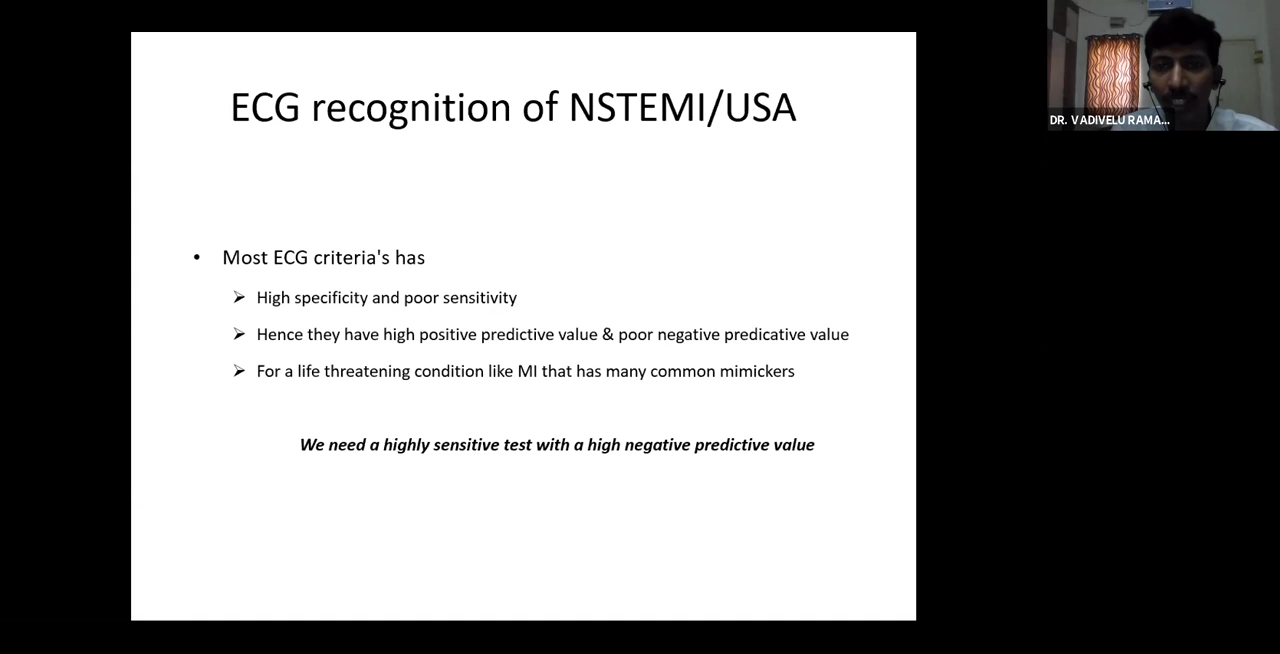 ECG recognition of NSTEMI/USA
• Most ECG criteria's has
➢ High specificity and poor sensitivity
➢ Hence they have high positive predictive value & poor negative predicative value
➢ For a life threatening condition like MI that has many common mimickers
We need a highly sensitive test with a high negative predictive value
DR. VADIVELU RAMA...